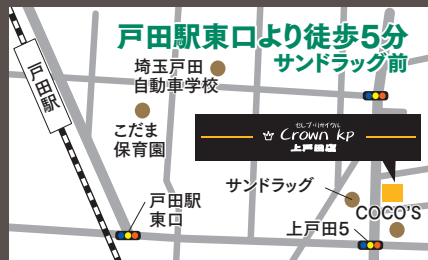 戸田駅東口より徒歩5分
サンドラッグ前
戸田駅
埼玉戸田
自動車学校
こだま
保育園
セレブ・リサイクル
Crown KP
上戸田店
サンドラッグ
COCO'S
戸田駅
東口
上戸田5